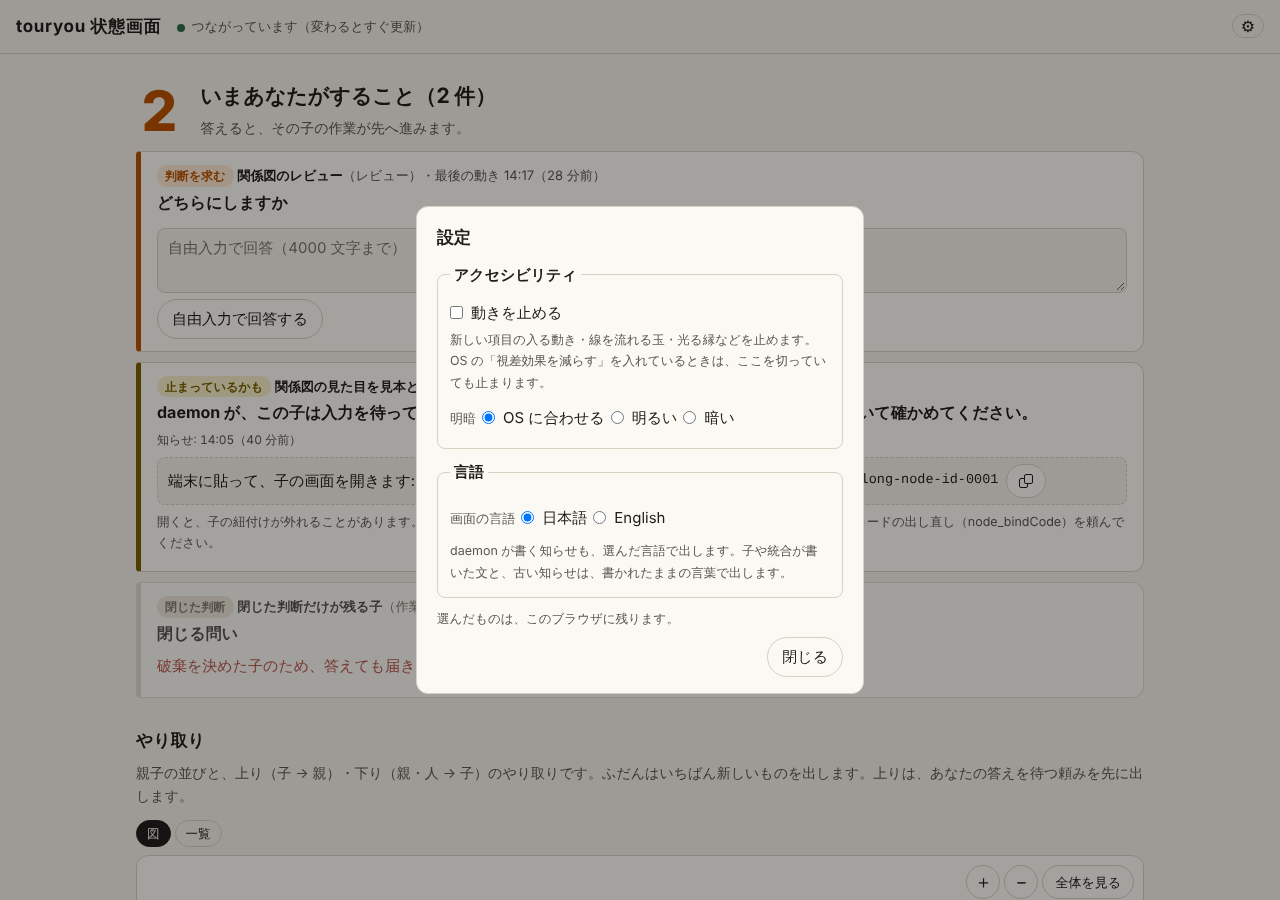 touryou 状態画面
つながっています（変わるとすぐ更新）
2
いまあなたがすること（2 件）
答えると、その子の作業が先へ進みます。
判断を求む 関係図のレビュー（レビュー）・最後の動き 14:17（28 分前）
どちらにしますか
自由入力で回答（4000 文字まで）
自由入力で回答する
止まっているかも 関係図の見た目を見本と
daemon が、この子は入力を待って
いて確かめてください。
知らせ: 14:05（40 分前）
端末に貼って、子の画面を開きます:
long-node-id-0001
開くと、子の紐付けが外れることがあります。
ードの出し直し（node_bindCode）を頼んで
ください。
閉じた判断 閉じた判断だけが残る子（作業
閉じる問い
破棄を決めた子のため、答えても届き
設定
アクセシビリティ
動きを止める
新しい項目の入る動き・線を流れる玉・光る縁などを止めます。
OS の「視差効果を減らす」を入れているときは、ここを切ってい
ても止まります。
明暗 OS に合わせる 明るい 暗い
言語
画面の言語 日本語 English
daemon が書く知らせも、選んだ言語で出します。子や統合が書
いた文と、古い知らせは、書かれたままの言葉で出します。
選んだものは、このブラウザに残ります。
閉じる
やり取り
親子の並びと、上り（子 → 親）・下り（親・人 → 子）のやり取りです。ふだんはいちばん新しいものを出します。上りは、あなたの答えを待つ頼みを先に出
します。
図 一覧
+ − 全体を見る